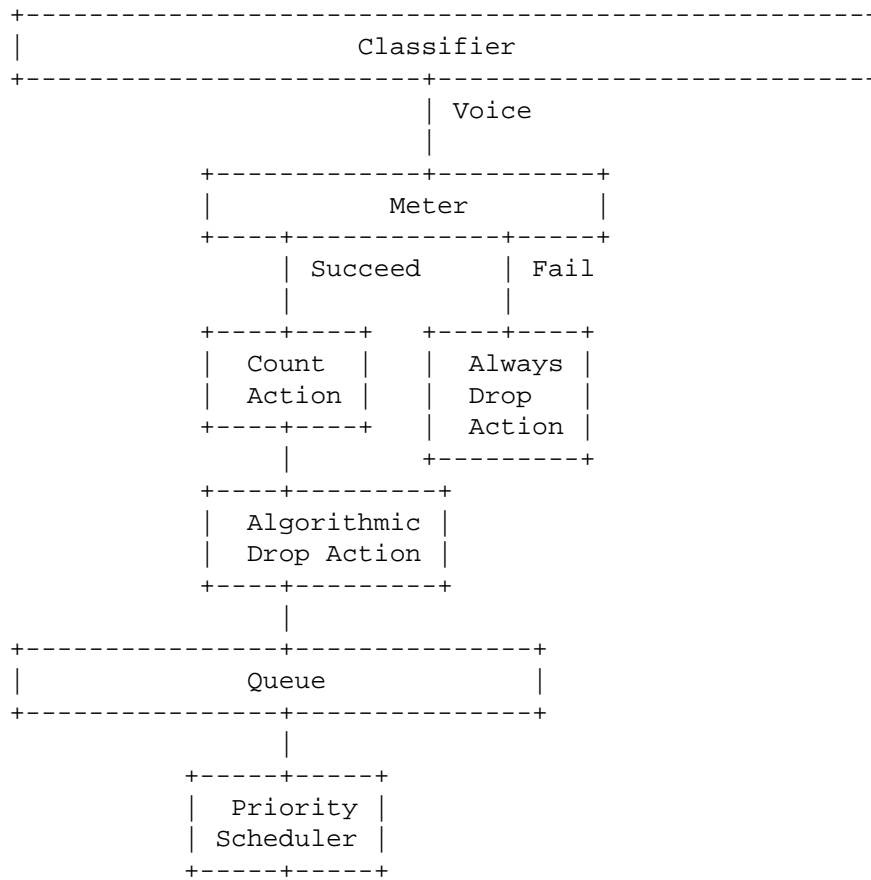 Classifier
Voice
Meter
Succeed Fail
Count Always
Action Drop
Action
Algorithmic
Drop Action
Queue
Priority
Scheduler